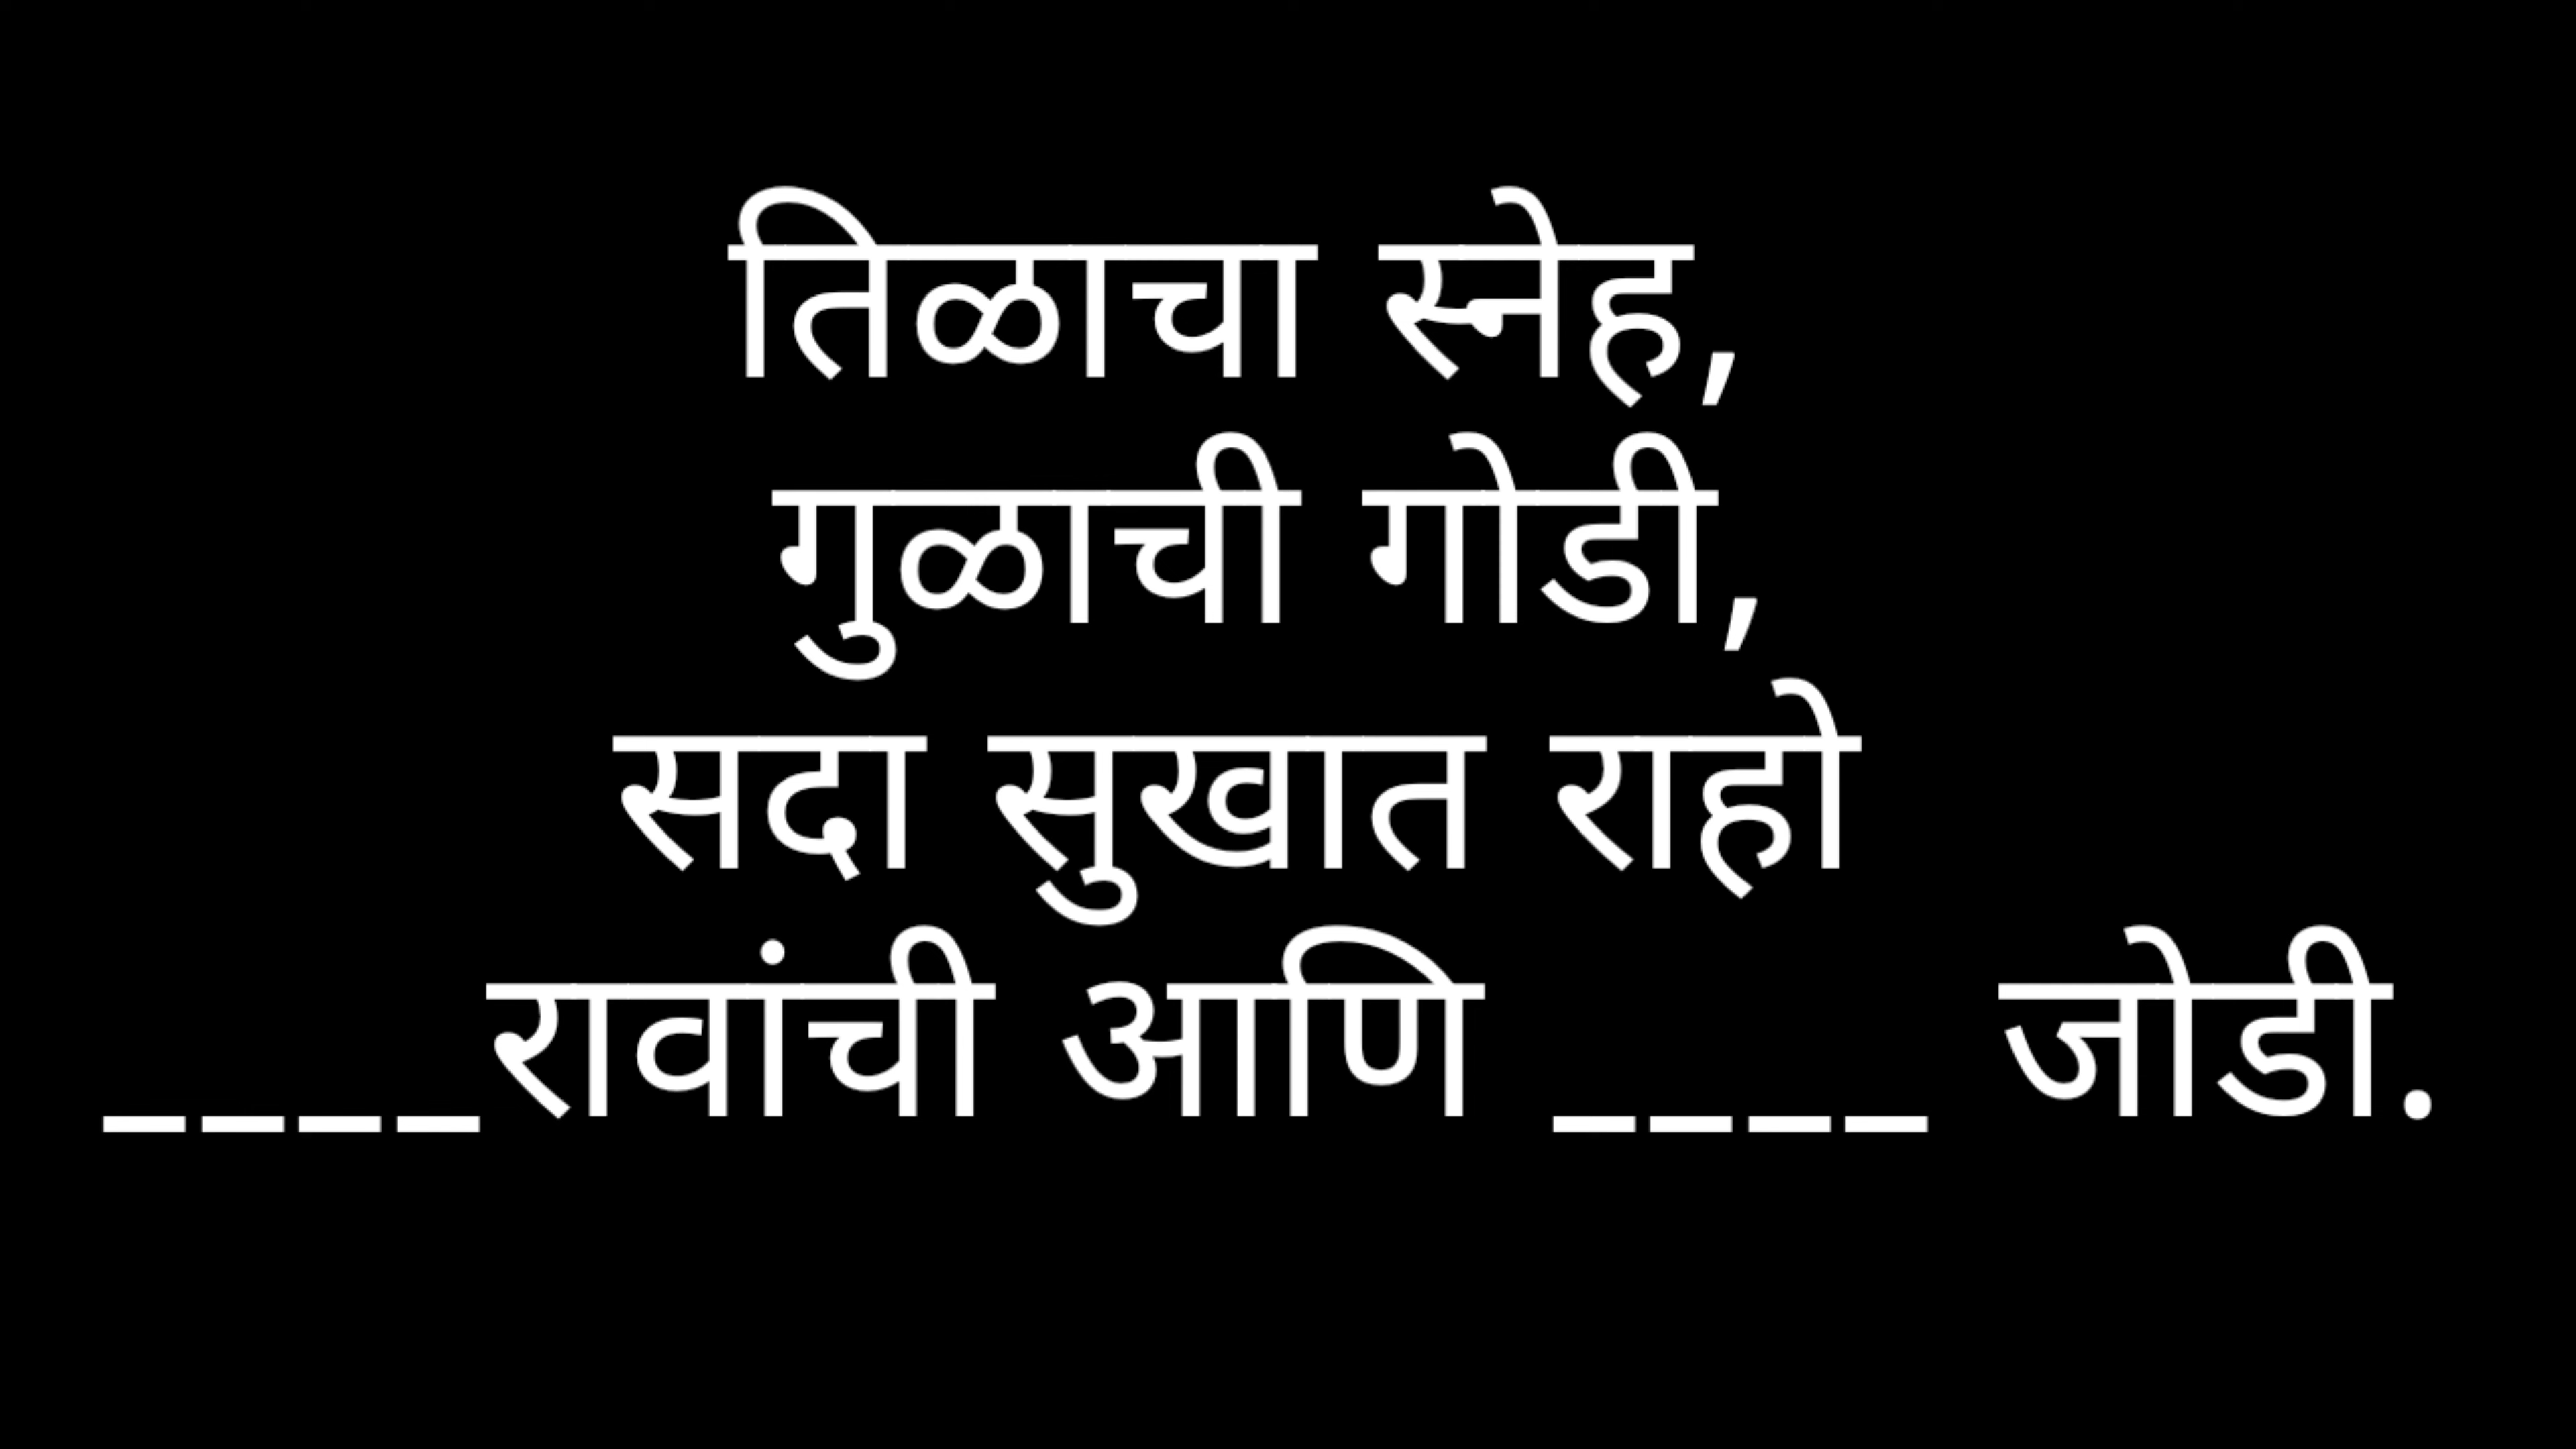 तिळाचा स्नेह,
गुळाची गोडी,
सदा सुखात राहो
____रावांची आणि ____ जोडी.